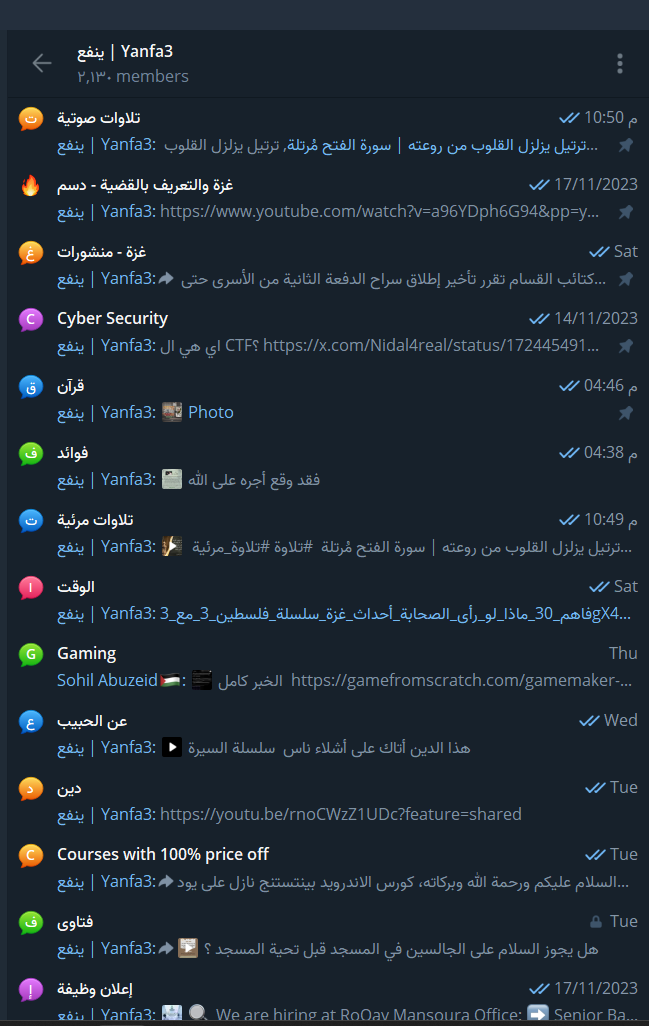 ينفع | Yanfa3
٢,١٣٠ members
ت تلاوات صوتية 10:50 م
ينفع | Yanfa3: ترتيل يزلزل القلوب من روعته | سورة الفتح مُرتلة, ترتيل يزلزل القلوب...
غزة والتعريف بالقضية - دسم 17/11/2023
ينفع | Yanfa3: https://www.youtube.com/watch?v=a96YDph6G94&pp=y...
غ غزة - منشورات Sat
ينفع | Yanfa3: كتائب القسام تقرر تأخير إطلاق سراح الدفعة الثانية من الأسرى حتى...
C Cyber Security 14/11/2023
ينفع | Yanfa3: اي هي ال CTF؟ https://x.com/Nidal4real/status/172445491...
ق قرآن 04:46 م
ينفع | Yanfa3: Photo
ف فوائد 04:38 م
ينفع | Yanfa3: فقد وقع أجره على الله
ت تلاوات مرئية 10:49 م
ينفع | Yanfa3: ترتيل يزلزل القلوب من روعته | سورة الفتح مُرتلة #تلاوة #تلاوة_مرئية...
ا الوقت Sat
ينفع | Yanfa3: فاهم_30_ماذا_لو_رأى_الصحابة_أحداث_غزة_سلسلة_فلسطين_3_مع_3gX4...
G Gaming Thu
Sohil Abuzeid🇵🇸: الخبر كامل https://gamefromscratch.com/gamemaker-...
ع عن الحبيب Wed
ينفع | Yanfa3: هذا الدين أتاك على أشلاء ناس سلسلة السيرة
د دين Tue
ينفع | Yanfa3: https://youtu.be/rnoCWzZ1UDc?feature=shared
C Courses with 100% price off Tue
ينفع | Yanfa3: السلام عليكم ورحمة الله وبركاته، كورس الاندرويد بينتستنج نازل على يود...
ف فتاوى Tue
ينفع | Yanfa3: هل يجوز السلام على الجالسين في المسجد قبل تحية المسجد ؟
إ إعلان وظيفة 17/11/2023
ينفع | Yanfa3: 🔍 We are hiring at RoQay Mansoura Office: ➡️ Senior Ba...